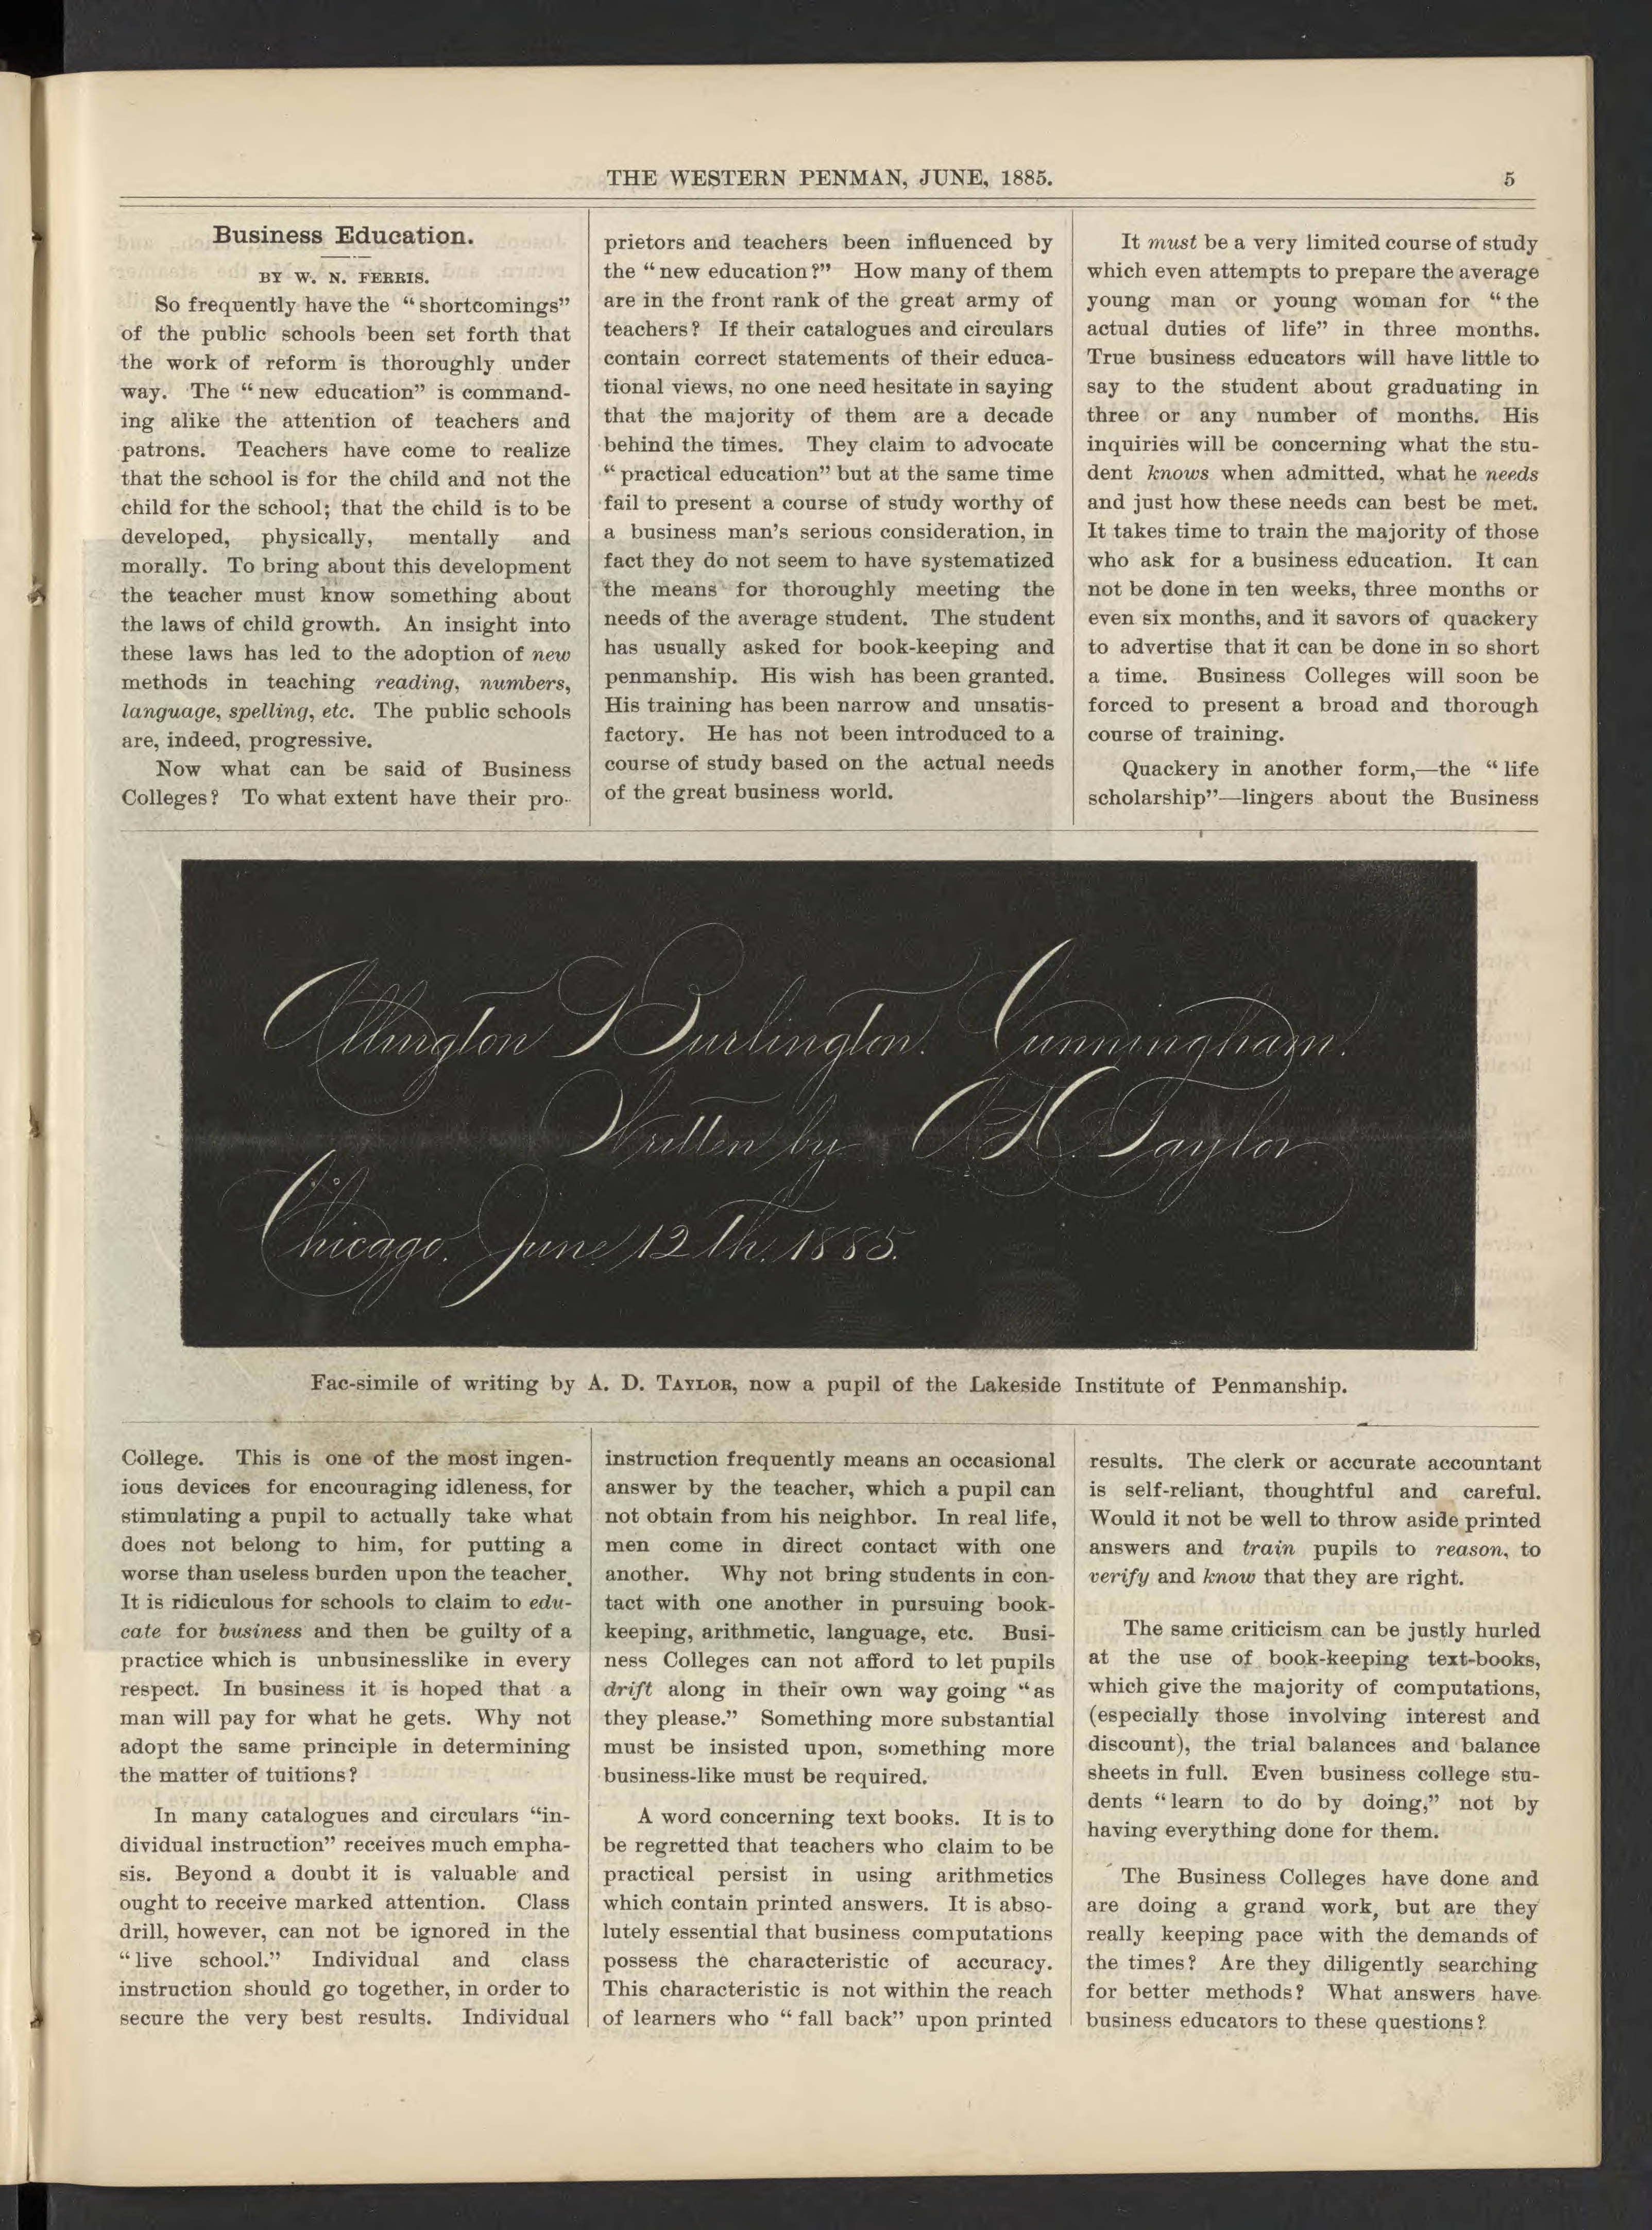 THE WESTERN PENMAN, JUNE, 1885.
5
Business Education.
BY W. N. FERRIS.
So frequently have the “shortcomings”
of the public schools been set forth that
the work of reform is thoroughly under
way. The “new education” is command-
ing alike the attention of teachers and
patrons. Teachers have come to realize
that the school is for the child and not the
child for the school; that the child is to be
developed, physically, mentally and
morally. To bring about this development
the teacher must know something about
the laws of child growth. An insight into
these laws has led to the adoption of new
methods in teaching reading, numbers,
language, spelling, etc. The public schools
are, indeed, progressive.
Now what can be said of Business
Colleges? To what extent have their pro-
prietors and teachers been influenced by
the “new education?” How many of them
are in the front rank of the great army of
teachers? If their catalogues and circulars
contain correct statements of their educa-
tional views, no one need hesitate in saying
that the majority of them are a decade
behind the times. They claim to advocate
“practical education” but at the same time
fail to present a course of study worthy of
a business man’s serious consideration, in
fact they do not seem to have systematized
the means for thoroughly meeting the
needs of the average student. The student
has usually asked for book-keeping and
penmanship. His wish has been granted.
His training has been narrow and unsatis-
factory. He has not been introduced to a
course of study based on the actual needs
of the great business world.
It must be a very limited course of study
which even attempts to prepare the average
young man or young woman for “the
actual duties of life” in three months.
True business educators will have little to
say to the student about graduating in
three or any number of months. His
inquiries will be concerning what the stu-
dent knows when admitted, what he needs
and just how these needs can best be met.
It takes time to train the majority of those
who ask for a business education. It can
not be done in ten weeks, three months or
even six months, and it savors of quackery
to advertise that it can be done in so short
a time. Business Colleges will soon be
forced to present a broad and thorough
course of training.
Quackery in another form,—the “life
scholarship”—lingers about the Business
Burlington. Cunningham.
Written by Taylor
Chicago. June 12th. 1885.
Fac-simile of writing by A. D. TAYLOR, now a pupil of the Lakeside Institute of Penmanship.
College. This is one of the most ingen-
ious devices for encouraging idleness, for
stimulating a pupil to actually take what
does not belong to him, for putting a
worse than useless burden upon the teacher.
It is ridiculous for schools to claim to edu-
cate for business and then be guilty of a
practice which is unbusinesslike in every
respect. In business it is hoped that a
man will pay for what he gets. Why not
adopt the same principle in determining
the matter of tuitions?
In many catalogues and circulars “in-
dividual instruction” receives much empha-
sis. Beyond a doubt it is valuable and
ought to receive marked attention. Class
drill, however, can not be ignored in the
“live school.” Individual and class
instruction should go together, in order to
secure the very best results. Individual
instruction frequently means an occasional
answer by the teacher, which a pupil can
not obtain from his neighbor. In real life,
men come in direct contact with one
another. Why not bring students in con-
tact with one another in pursuing book-
keeping, arithmetic, language, etc. Busi-
ness Colleges can not afford to let pupils
drift along in their own way going “as
they please.” Something more substantial
must be insisted upon, something more
business-like must be required.
A word concerning text books. It is to
be regretted that teachers who claim to be
practical persist in using arithmetics
which contain printed answers. It is abso-
lutely essential that business computations
possess the characteristic of accuracy.
This characteristic is not within the reach
of learners who “fall back” upon printed
results. The clerk or accurate accountant
is self-reliant, thoughtful and careful.
Would it not be well to throw aside printed
answers and train pupils to reason, to
verify and know that they are right.
The same criticism can be justly hurled
at the use of book-keeping text-books,
which give the majority of computations,
(especially those involving interest and
discount), the trial balances and balance
sheets in full. Even business college stu-
dents “learn to do by doing,” not by
having everything done for them.
The Business Colleges have done and
are doing a grand work, but are they
really keeping pace with the demands of
the times? Are they diligently searching
for better methods? What answers have
business educators to these questions?